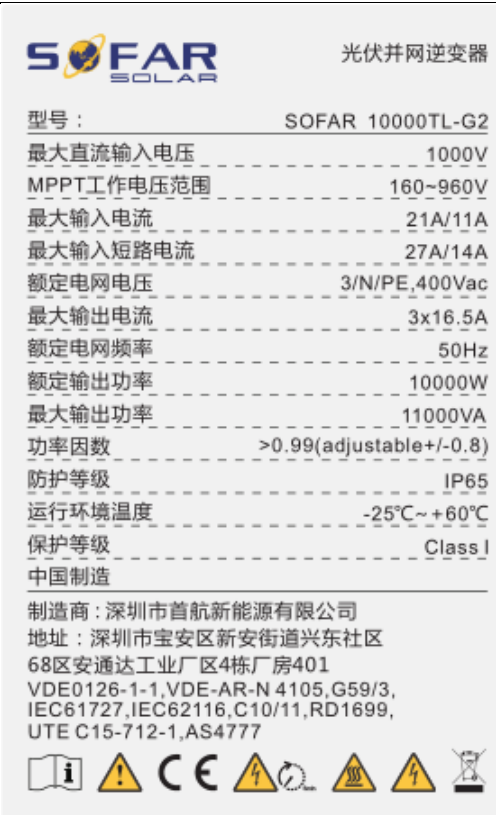 SOFAR
SOLAR
光伏并网逆变器
型号： SOFAR 10000TL-G2
最大直流输入电压 1000V
MPPT工作电压范围 160~960V
最大输入电流 21A/11A
最大输入短路电流 27A/14A
额定电网电压 3/N/PE,400Vac
最大输出电流 3x16.5A
额定电网频率 50Hz
额定输出功率 10000W
最大输出功率 11000VA
功率因数 >0.99(adjustable+/-0.8)
防护等级 IP65
运行环境温度 -25℃~+60℃
保护等级 Class I
中国制造
制造商：深圳市首航新能源有限公司
地址：深圳市宝安区新安街道兴东社区
68区安通达工业厂区4栋厂房401
VDE0126-1-1,VDE-AR-N 4105,G59/3,
IEC61727,IEC62116,C10/11,RD1699,
UTE C15-712-1,AS4777
CE